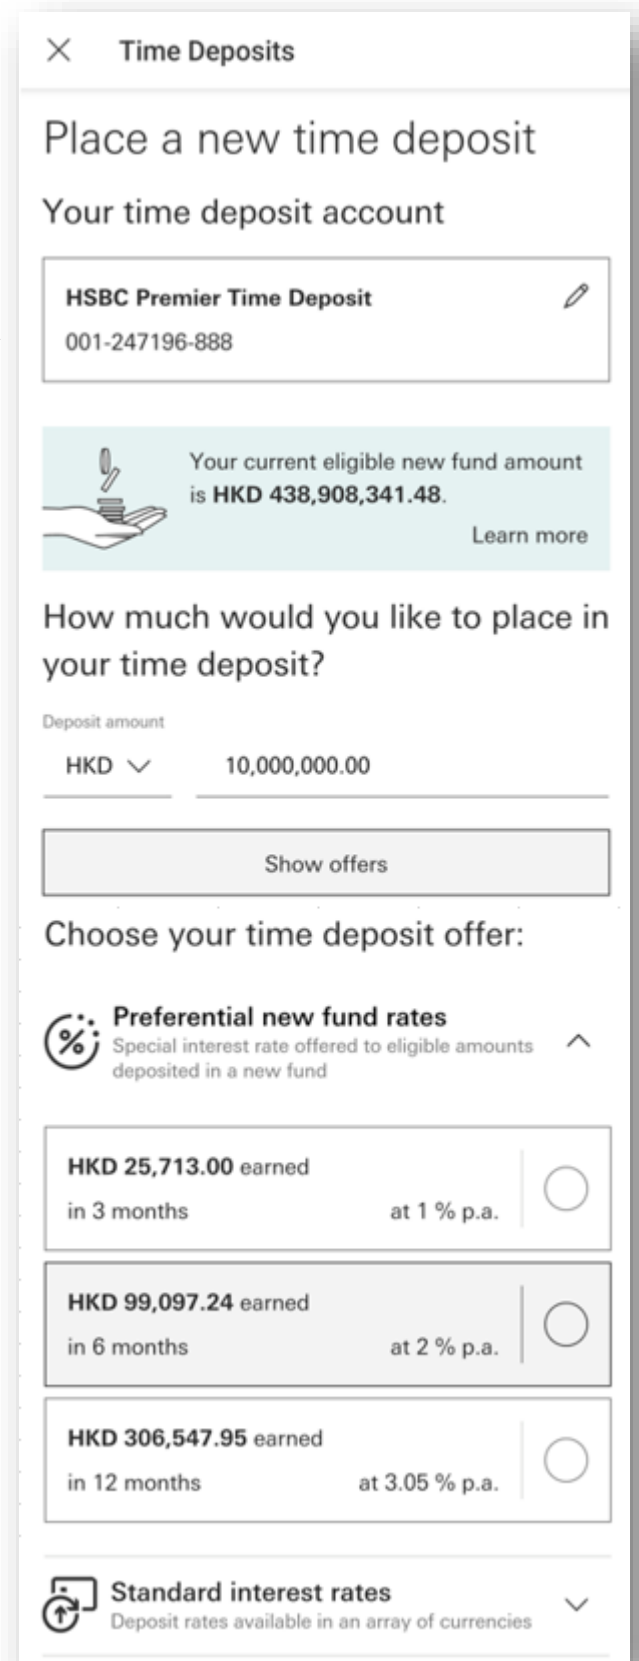 Time Deposits
Place a new time deposit
Your time deposit account
HSBC Premier Time Deposit
001-247196-888
Your current eligible new fund amount
is HKD 438,908,341.48.
Learn more
How much would you like to place in
your time deposit?
Deposit amount
HKD 10,000,000.00
Show offers
Choose your time deposit offer:
Preferential new fund rates
Special interest rate offered to eligible amounts
deposited in a new fund
HKD 25,713.00 earned
in 3 months at 1 % p.a.
HKD 99,097.24 earned
in 6 months at 2 % p.a.
HKD 306,547.95 earned
in 12 months at 3.05 % p.a.
Standard interest rates
Deposit rates available in an array of currencies